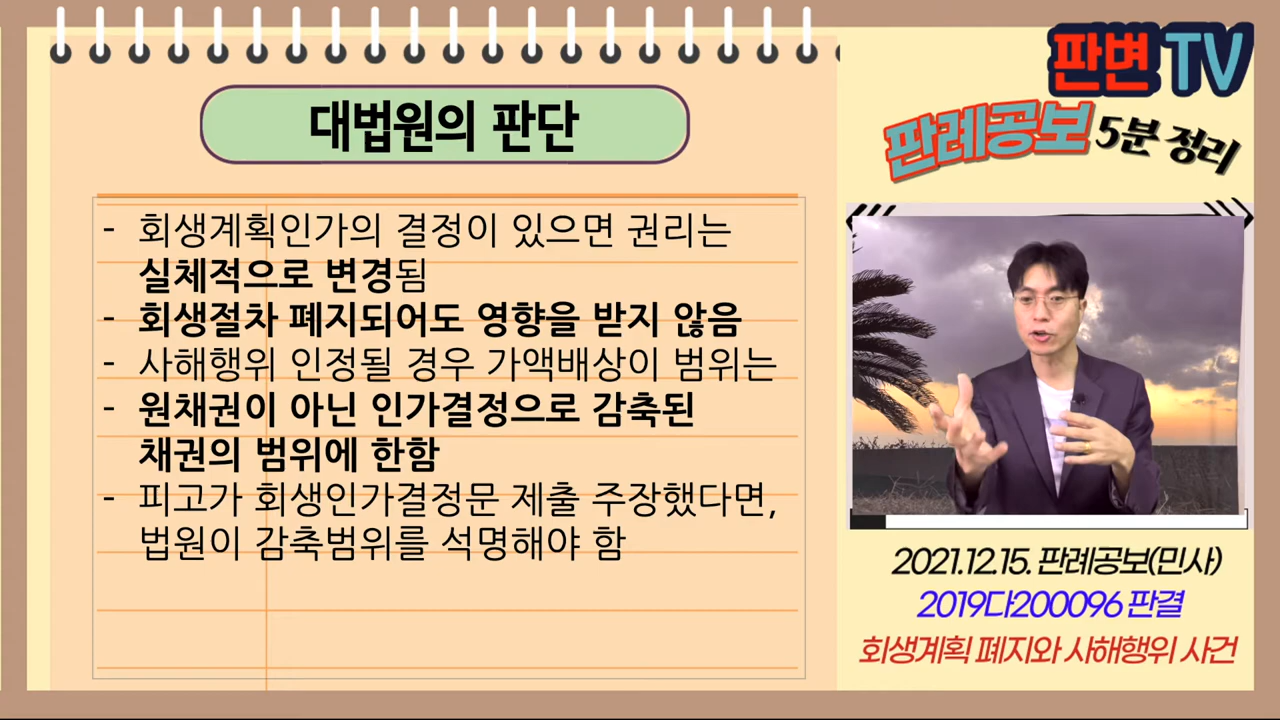 대법원의 판단
- 회생계획인가의 결정이 있으면 권리는
실체적으로 변경됨
- 회생절차 폐지되어도 영향을 받지 않음
- 사해행위 인정될 경우 가액배상이 범위는
- 원채권이 아닌 인가결정으로 감축된
채권의 범위에 한함
- 피고가 회생인가결정문 제출 주장했다면,
법원이 감축범위를 석명해야 함
판변 TV
판례공보 5분 정리
2021.12.15. 판례공보(민사)
2019다200096 판결
회생계획 폐지와 사해행위 사건